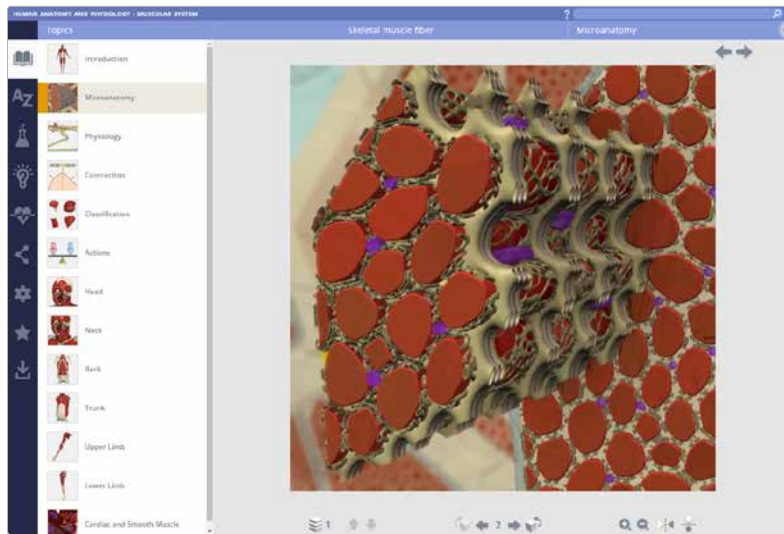 HUMAN ANATOMY AND PHYSIOLOGY - MUSCULAR SYSTEM
?
Topics
Skeletal muscle fiber
Microanatomy
Introduction
Microanatomy
AZ
Physiology
Contraction
Classification
Actions
Head
Neck
Back
Trunk
Upper Limb
Lower Limb
Cardiac and Smooth Muscle
1
2